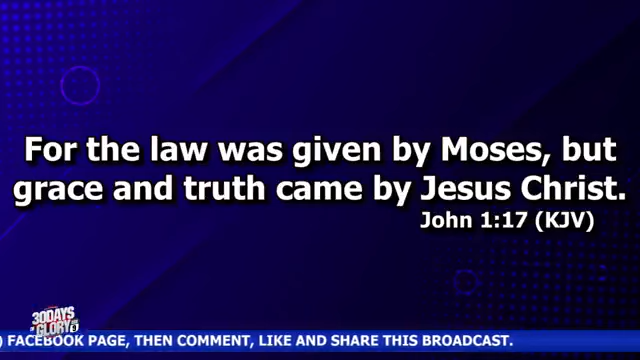 For the law was given by Moses, but
grace and truth came by Jesus Christ.
John 1:17 (KJV)
30DAYS
GLORY
) FACEBOOK PAGE, THEN COMMENT, LIKE AND SHARE THIS BROADCAST.